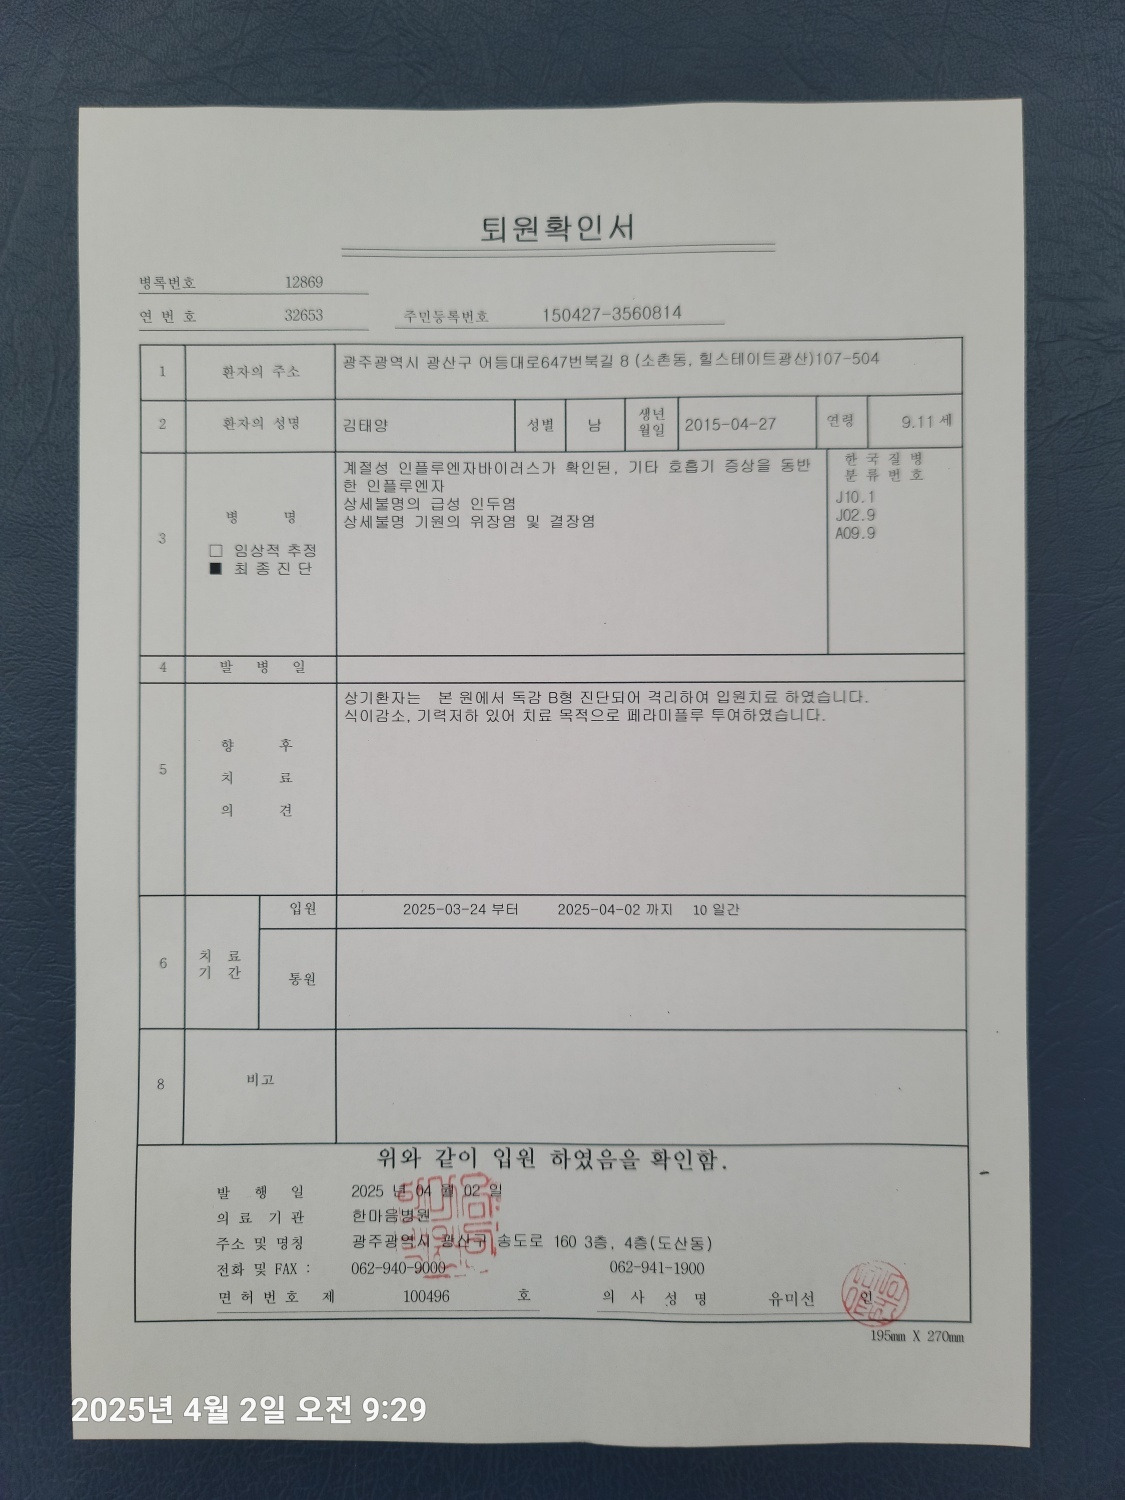 퇴원확인서
병록번호 12869
연 번 호 32653 주민등록번호 150427-3560814
1 환자의 주소 광주광역시 광산구 어등대로647번북길 8 (소촌동, 힐스테이트광산)107-504
2 환자의 성명 김태양 성별 남 생년월일 2015-04-27 연령 9.11 세
3 병 명
□ 임상적 추정
■ 최 종 진 단
계절성 인플루엔자바이러스가 확인된, 기타 호흡기 증상을 동반
한 인플루엔자
상세불명의 급성 인두염
상세불명 기원의 위장염 및 결장염
한 국 질 병
분 류 번 호
J10.1
J02.9
A09.9
4 발 병 일
5 향 후
치 료
의 견
상기환자는 본 원에서 독감 B형 진단되어 격리하여 입원치료 하였습니다.
식이감소, 기력저하 있어 치료 목적으로 페라미플루 투여하였습니다.
6 치 료
기 간
입원 2025-03-24 부터 2025-04-02 까지 10 일간
통원
8 비고
위와 같이 입원 하였음을 확인함.
발 행 일 2025 년 04 월 02 일
의 료 기 관 한마음병원
주소 및 명칭 광주광역시 광산구 송도로 160 3층, 4층(도산동)
전화 및 FAX : 062-940-9000 062-941-1900
면 허 번 호 제 100496 호 의 사 성 명 유미선 인
195mm X 270mm
2025년 4월 2일 오전 9:29